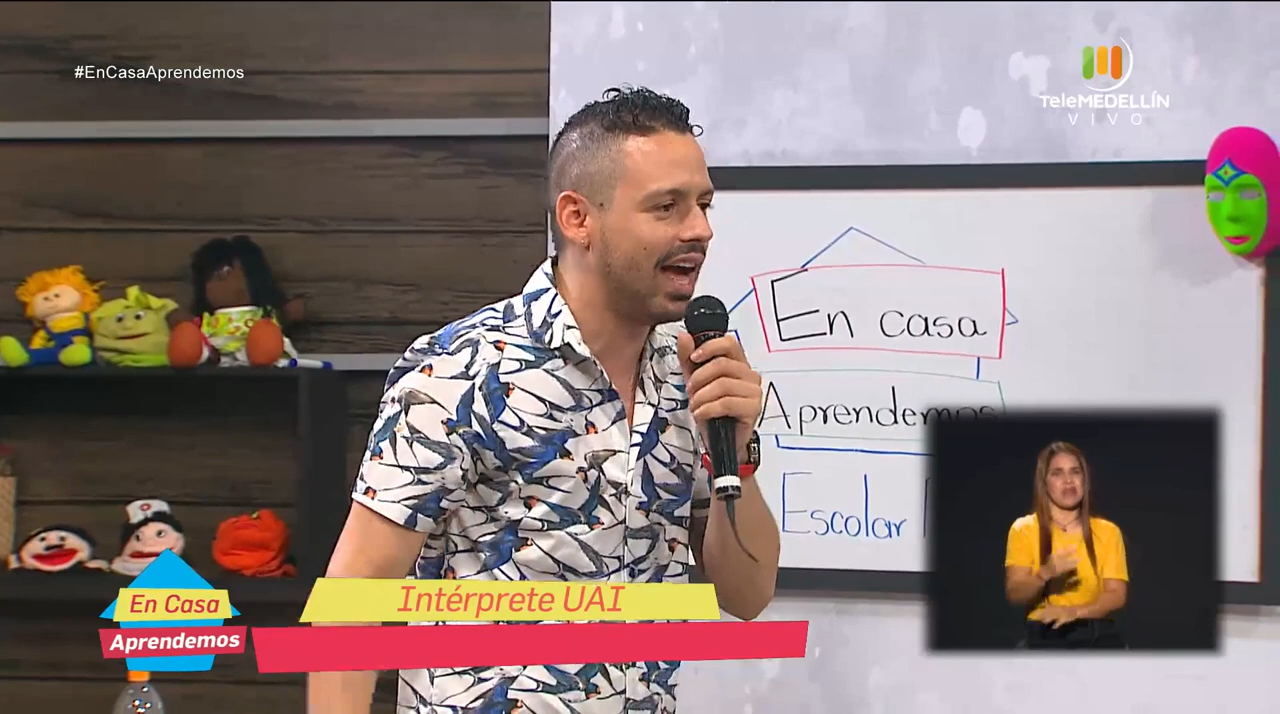 #EnCasaAprendemos
TeleMEDELLÍN
VIVO
En casa
Aprendemos
Escolar
Intérprete UAI
En Casa
Aprendemos